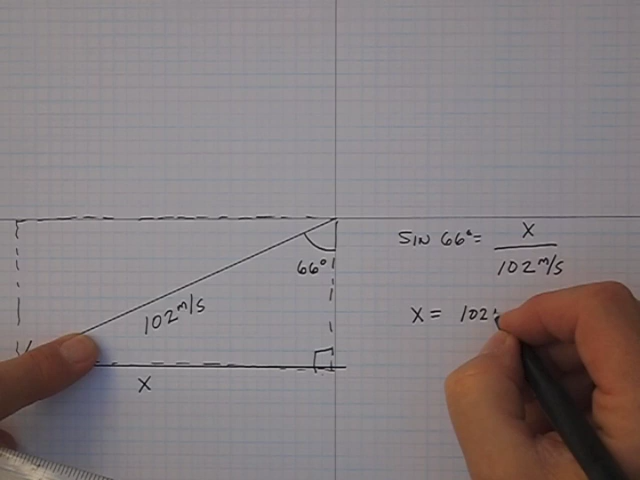 SIN 66° = X / 102 m/s
66°
102 m/s
X = 102
X